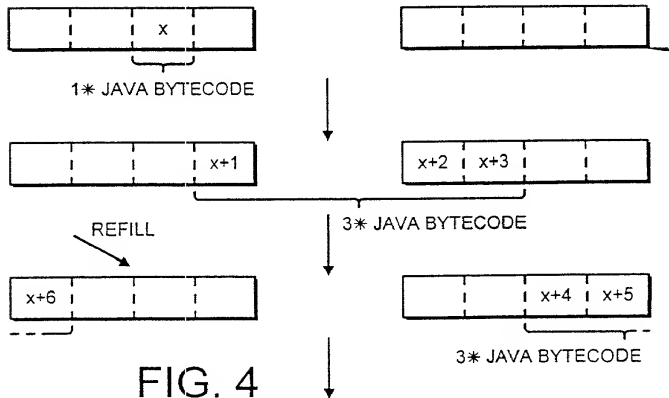 x
1* JAVA BYTECODE
x+1 x+2 x+3
3* JAVA BYTECODE
REFILL
x+6 x+4 x+5
3* JAVA BYTECODE
FIG. 4